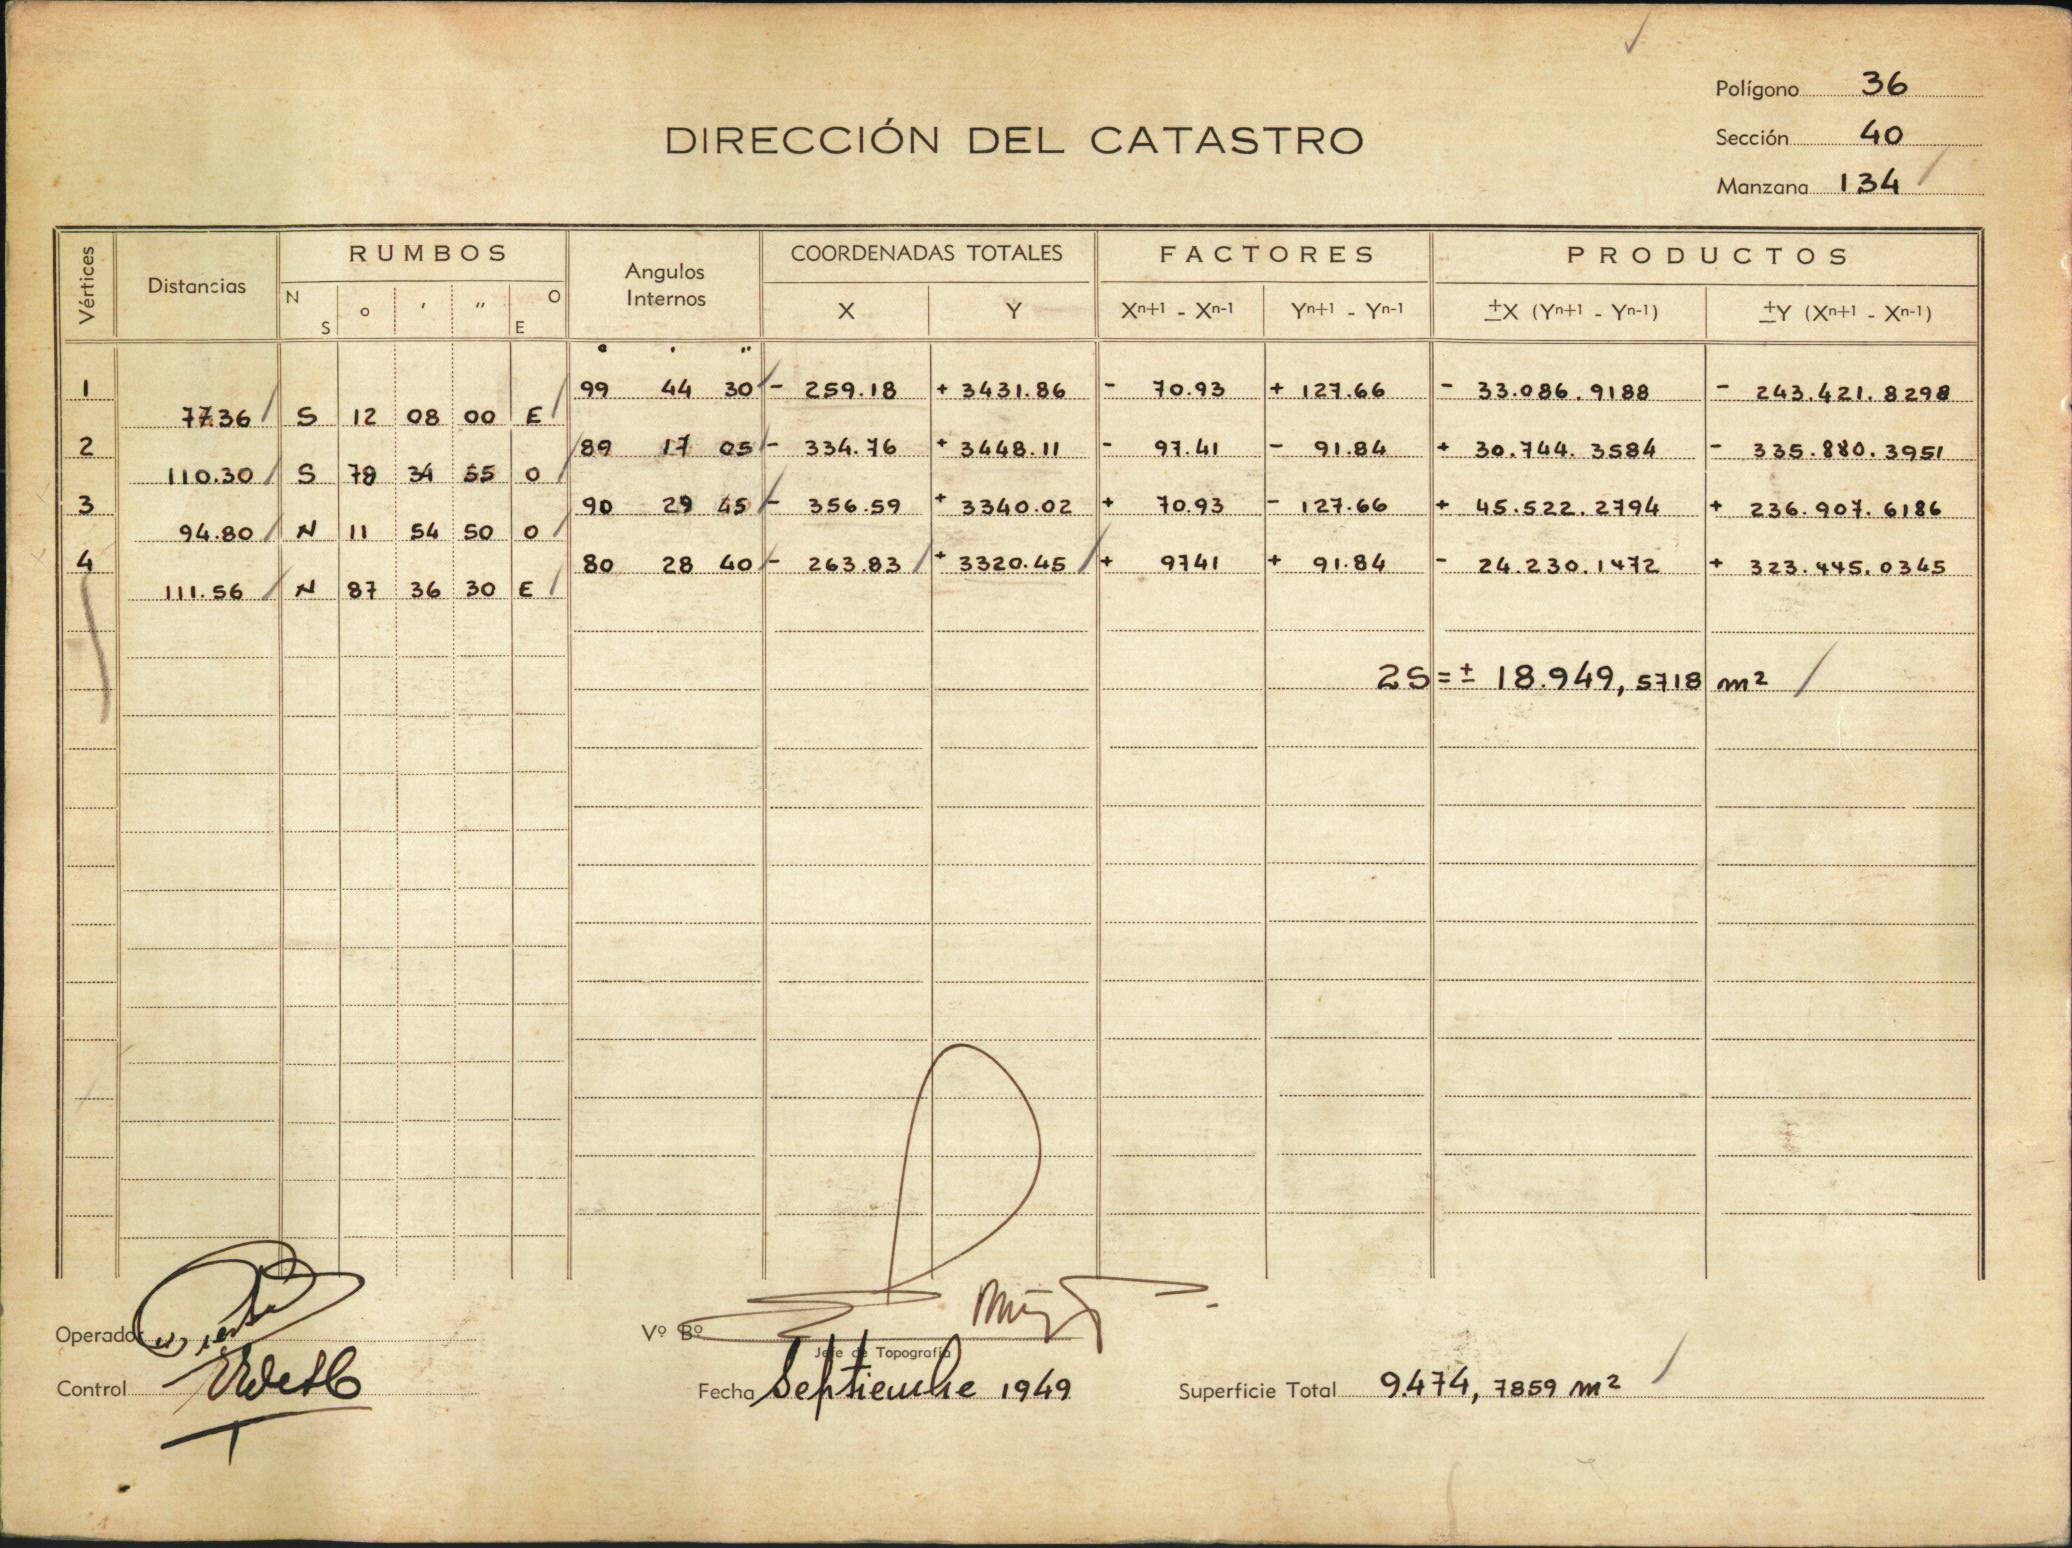 Polígono 36
DIRECCIÓN DEL CATASTRO
Sección 40
Manzana 134
Vértices Distancias RUMBOS Angulos Internos COORDENADAS TOTALES FACTORES PRODUCTOS
N S o ' " O E X Y Xn+1 - Xn-1 Yn+1 - Yn-1 ±X (Yn+1 - Yn-1) ±Y (Xn+1 - Xn-1)
o ' "
1 99 44 30 - 259.18 + 3431.86 - 70.93 + 127.66 - 33.086.9188 - 243.421.8298
77.36 S 12 08 00 E
2 89 17 05 - 334.76 + 3448.11 - 97.41 - 91.84 + 30.744.3584 - 335.880.3951
110.30 S 78 34 55 O
3 90 29 45 - 356.59 + 3340.02 + 70.93 - 127.66 + 45.522.2794 + 236.907.6186
94.80 N 11 54 50 O
4 80 28 40 - 263.83 + 3320.45 + 9741 + 91.84 - 24.230.1472 + 323.445.0345
111.56 N 87 36 30 E
2S = ± 18.949,5718 m²
Operador
Vº Bº
Jefe de Topografía
Control
Fecha Septiembre 1949
Superficie Total 9.474,7859 m²